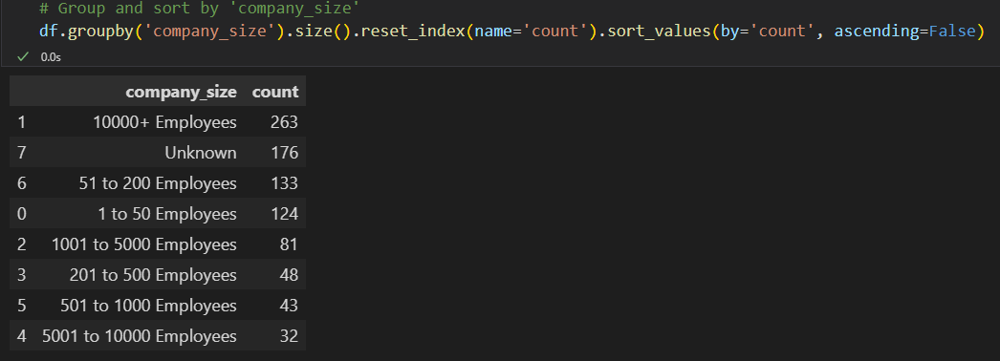 # Group and sort by 'company_size'
df.groupby('company_size').size().reset_index(name='count').sort_values(by='count', ascending=False)
0.0s
company_size count
1 10000+ Employees 263
7 Unknown 176
6 51 to 200 Employees 133
0 1 to 50 Employees 124
2 1001 to 5000 Employees 81
3 201 to 500 Employees 48
5 501 to 1000 Employees 43
4 5001 to 10000 Employees 32